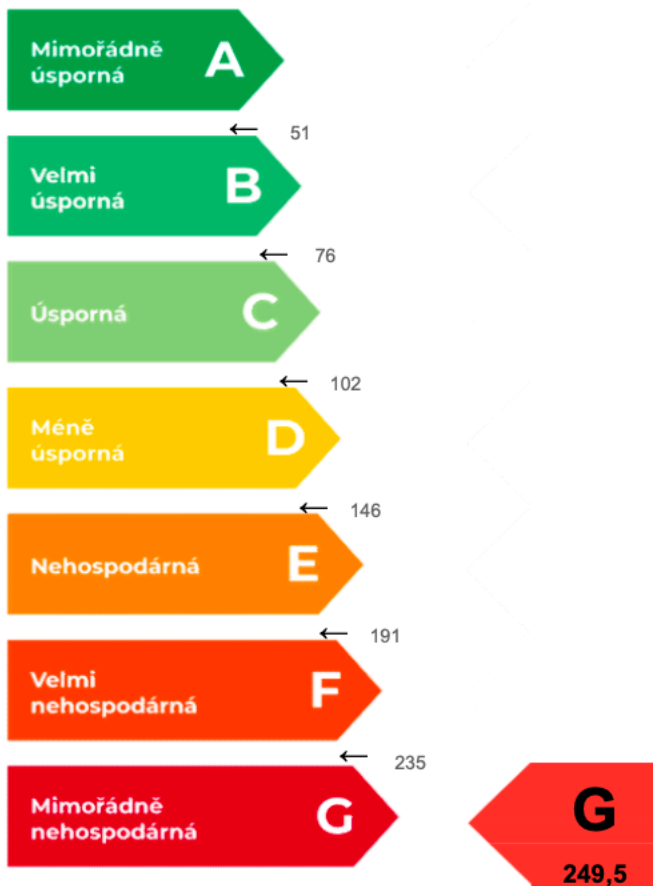 Mimořádně
úsporná
A
← 51
Velmi
úsporná
B
← 76
Úsporná
C
← 102
Méně
úsporná
D
← 146
Nehospodárná
E
← 191
Velmi
nehospodárná
F
← 235
Mimořádně
nehospodárná
G
G
249,5